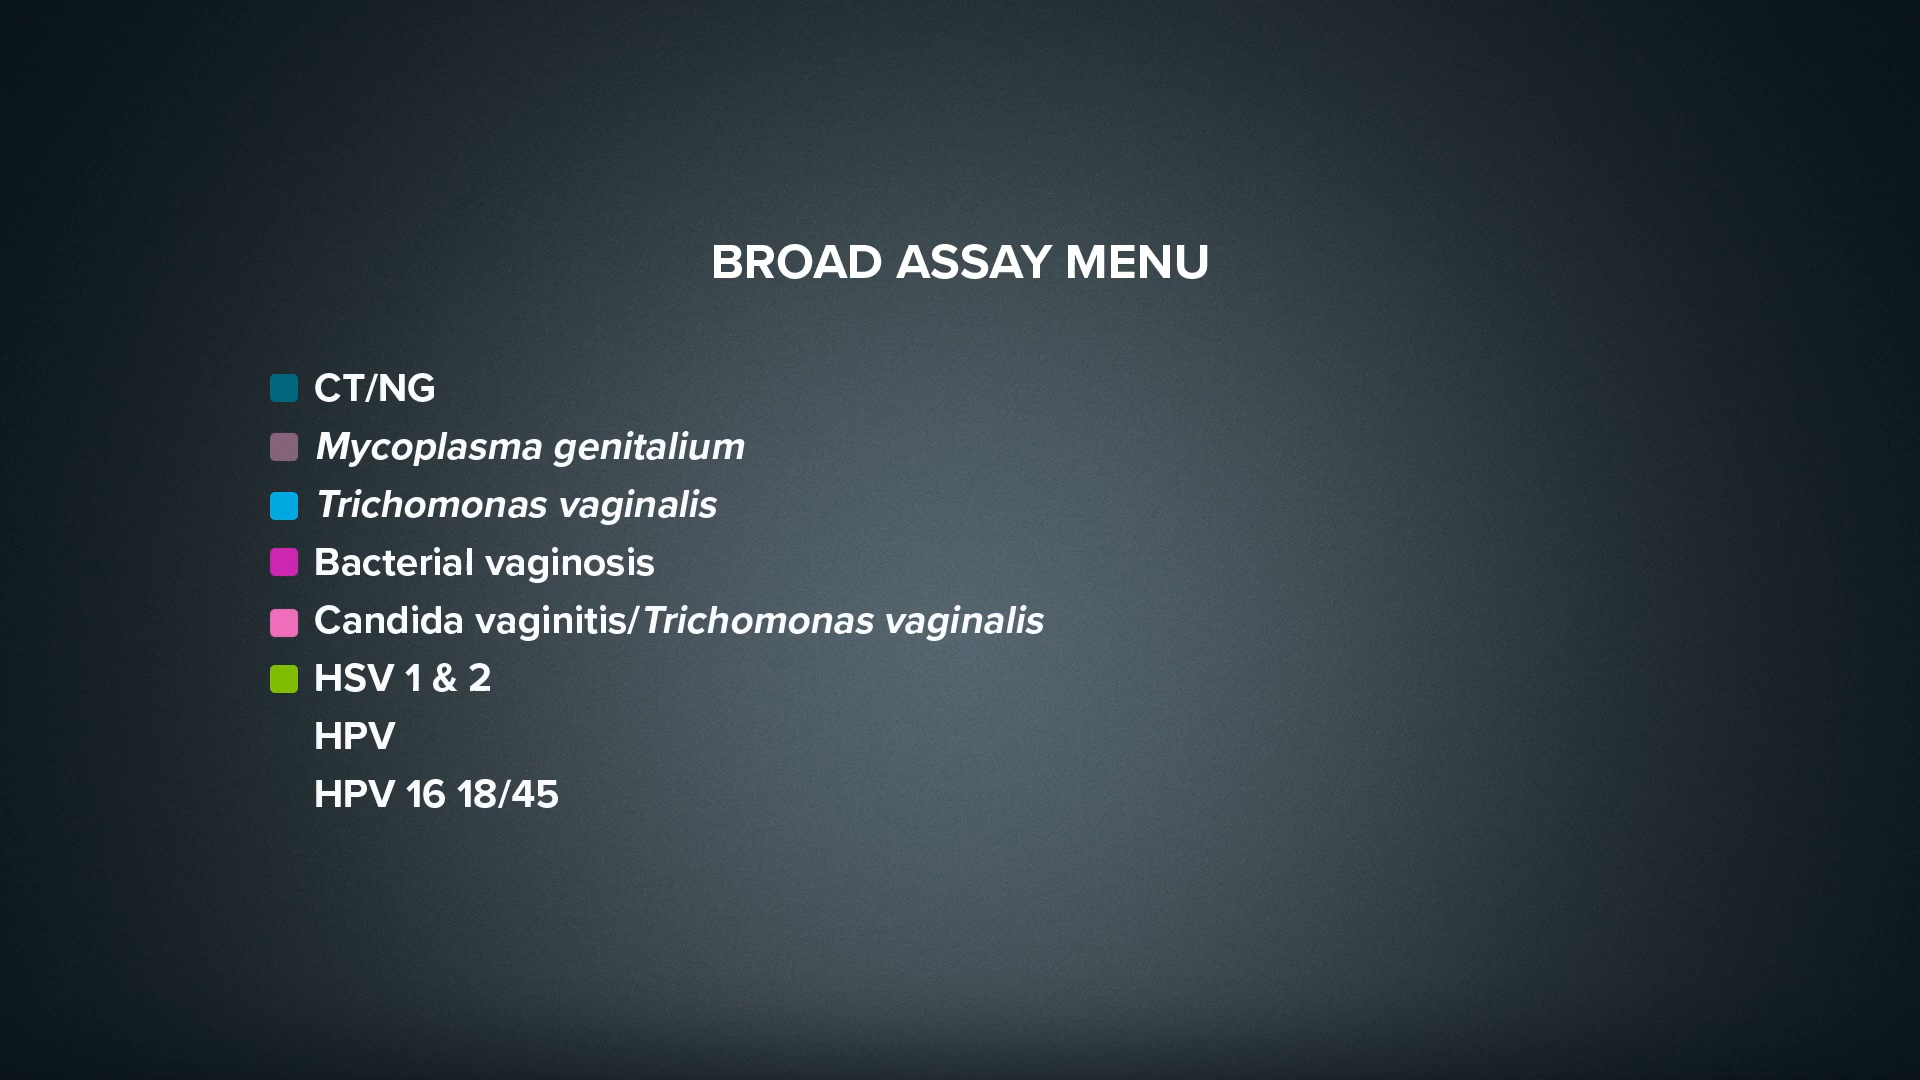 BROAD ASSAY MENU
CT/NG
Mycoplasma genitalium
Trichomonas vaginalis
Bacterial vaginosis
Candida vaginitis/Trichomonas vaginalis
HSV 1 & 2
HPV
HPV 16 18/45